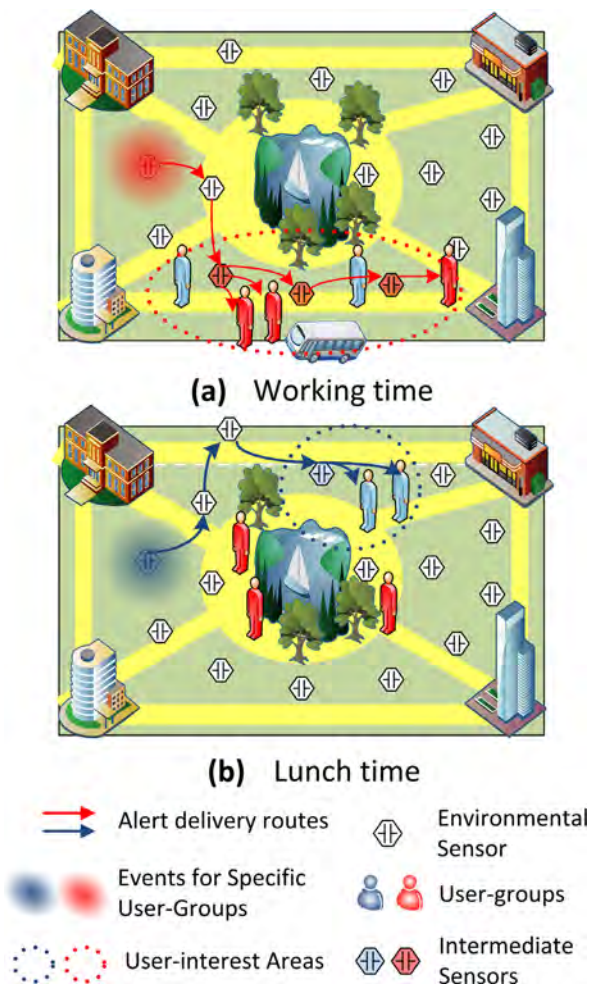 (a) Working time
(b) Lunch time
Alert delivery routes
Environmental
Sensor
Events for Specific
User-Groups
User-groups
User-interest Areas
Intermediate
Sensors